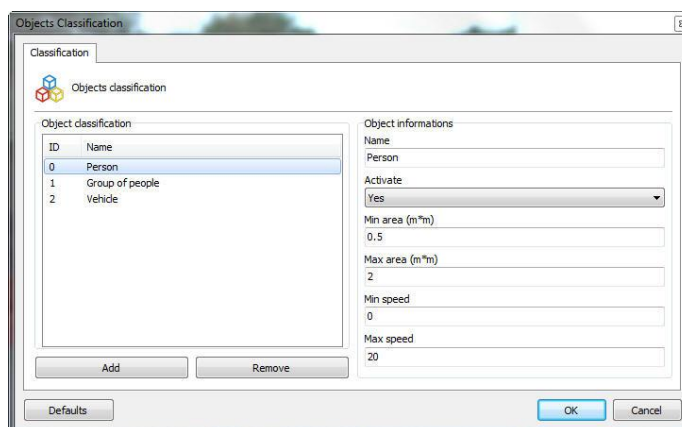 Objects Classification
Classification
Objects classification
Object classification
ID Name
0 Person
1 Group of people
2 Vehicle
Add Remove
Object informations
Name
Person
Activate
Yes
Min area (m*m)
0.5
Max area (m*m)
2
Min speed
0
Max speed
20
Defaults OK Cancel